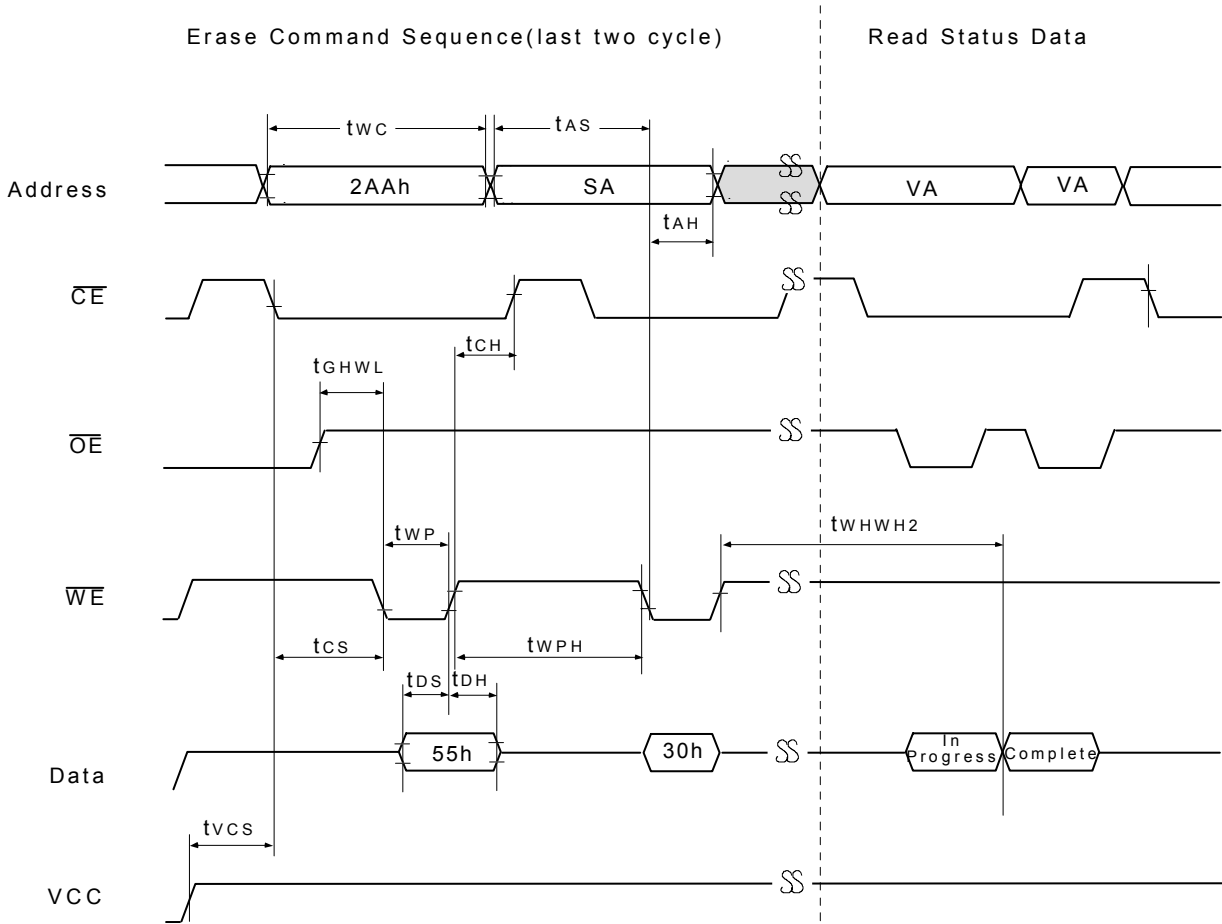 Erase Command Sequence(last two cycle)
Read Status Data
tWC
tAS
Address
2AAh
SA
VA
VA
tAH
CE
tCH
tGHWL
OE
tWP
tWHWH2
WE
tCS
tWPH
tDS
tDH
55h
30h
In
Progress
Complete
Data
tVCS
VCC